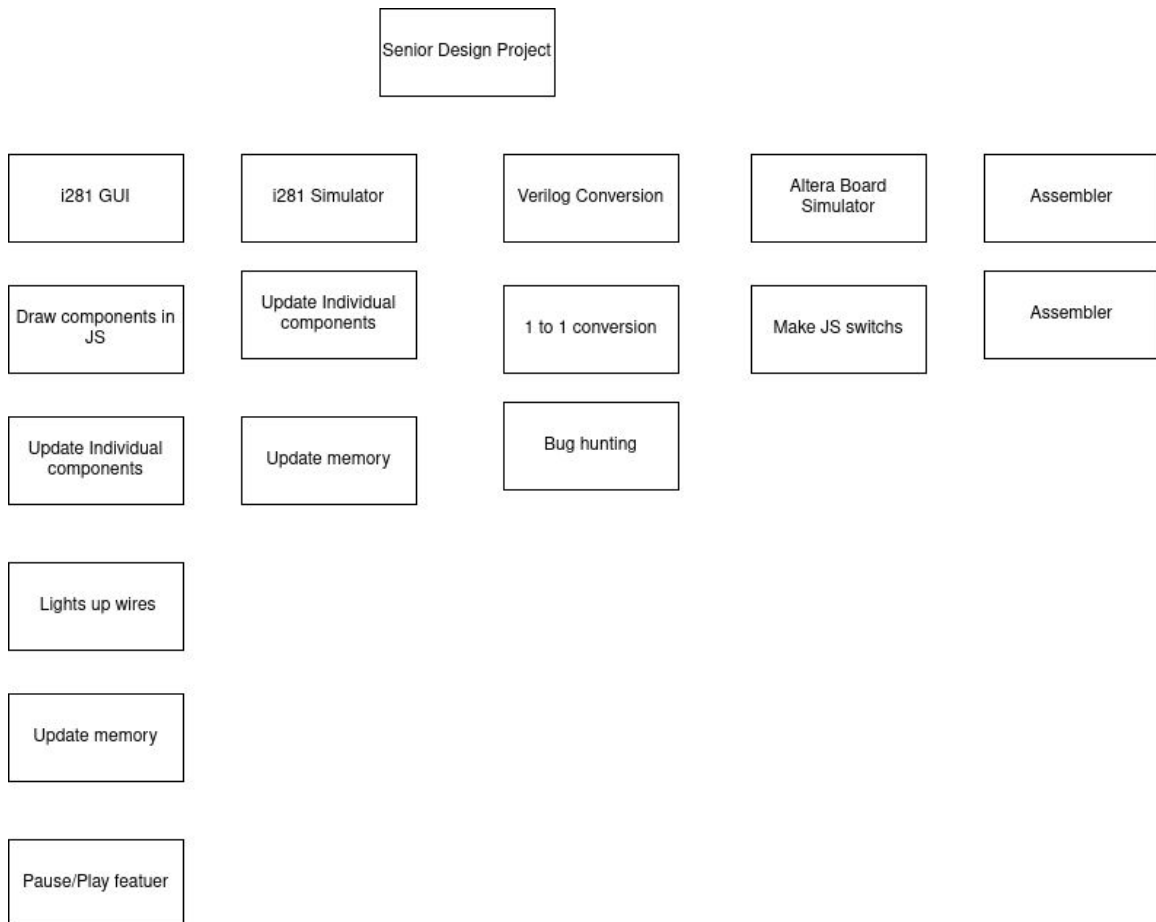 Senior Design Project
i281 GUI
i281 Simulator
Verilog Conversion
Altera Board
Simulator
Assembler
Draw components in
JS
Update Individual
components
1 to 1 conversion
Make JS switchs
Assembler
Update Individual
components
Update memory
Bug hunting
Lights up wires
Update memory
Pause/Play featuer